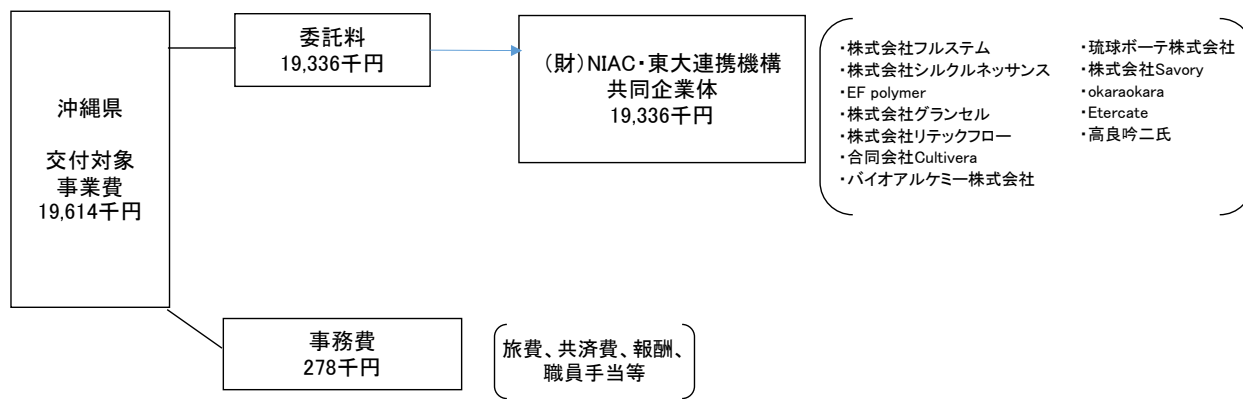 沖縄県
交付対象
事業費
19,614千円
委託料
19,336千円
（財）NIAC・東大連携機構
共同企業体
19,336千円
・株式会社フルステム
・株式会社シルクルネッサンス
・EF polymer
・株式会社グランセル
・株式会社リテックフロー
・合同会社Cultivera
・バイオアルケミー株式会社
・琉球ボーテ株式会社
・株式会社Savory
・okaraokara
・Etercate
・高良吟二氏
事務費
278千円
旅費、共済費、報酬、
職員手当等